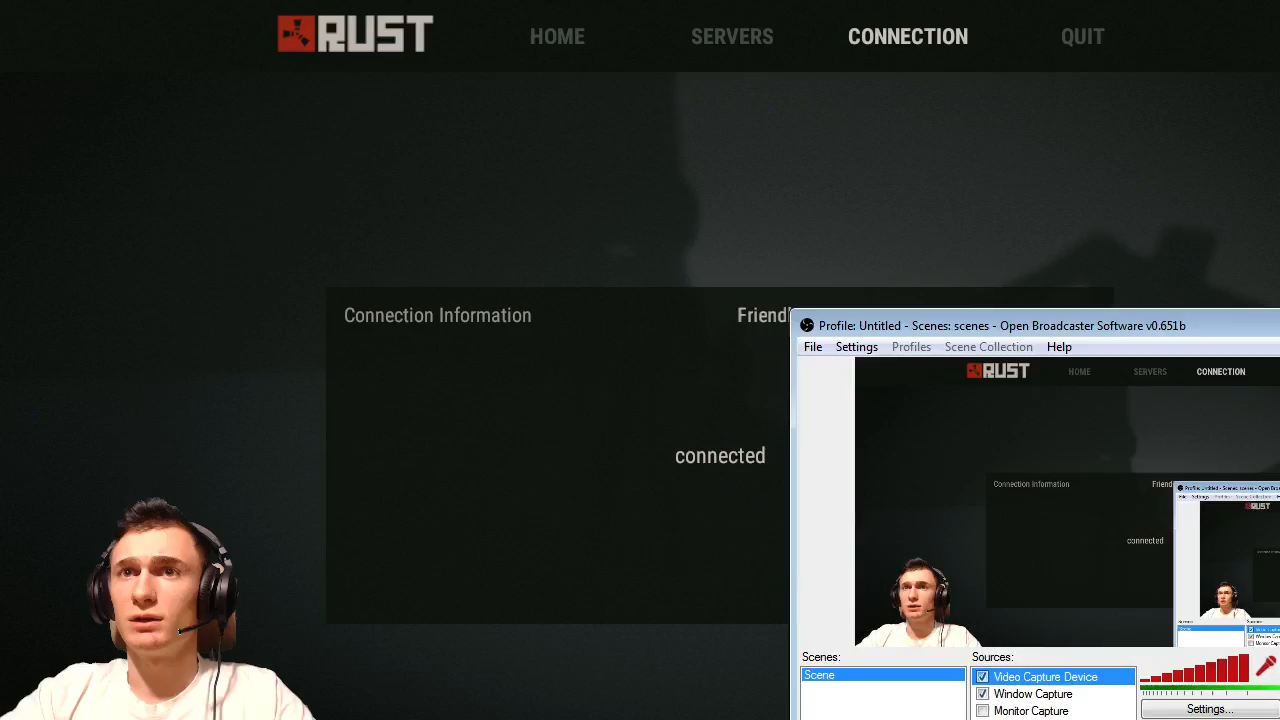 RUST HOME SERVERS CONNECTION QUIT
Connection Information Friendl
Profile: Untitled - Scenes: scenes - Open Broadcaster Software v0.651b
File Settings Profiles Scene Collection Help
RUST HOME SERVERS CONNECTION
connected
Connection Information Friend
connected
RUST
Scenes: Sources:
Scene Video Capture Device
Window Capture
Monitor Capture
Settings...